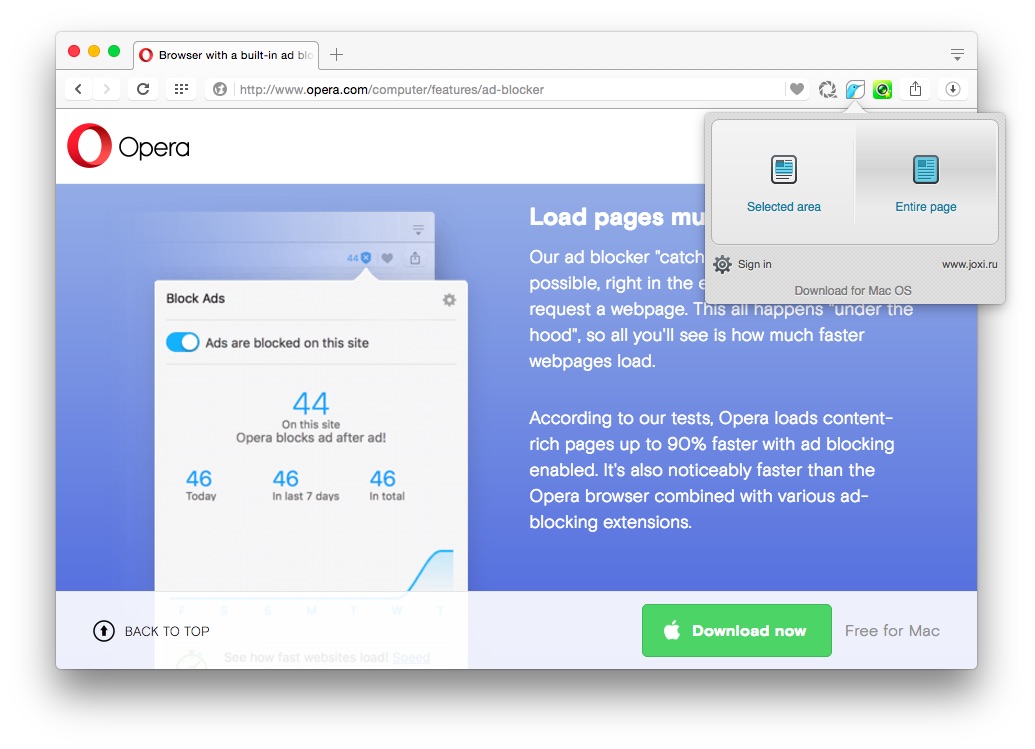 Browser with a built-in ad blo
http://www.opera.com/computer/features/ad-blocker
Opera
Selected area
Entire page
Sign in
www.joxi.ru
Download for Mac OS
44
Block Ads
Ads are blocked on this site
44
On this site
Opera blocks ad after ad!
46
46
46
Today
In last 7 days
In total
F S S M T W T
See how fast websites load! Speed
Load pages mu
Our ad blocker "catch
possible, right in the e
request a webpage. This all happens "under the
hood", so all you'll see is how much faster
webpages load.
According to our tests, Opera loads content-
rich pages up to 90% faster with ad blocking
enabled. It's also noticeably faster than the
Opera browser combined with various ad-
blocking extensions.
BACK TO TOP
Download now
Free for Mac